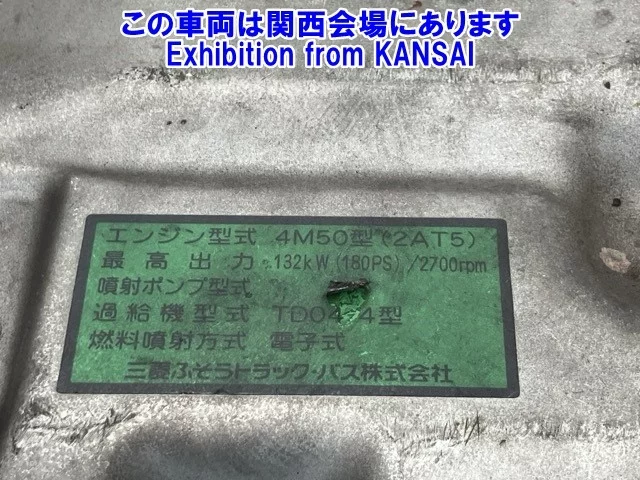 この車両は関西会場にあります
Exhibition from KANSAI
エンジン型式 4M50型(2AT5)
最高出力 132kW(180PS)/2700rpm
噴射ポンプ型式
過給機型式 TD04 4型
燃料噴射方式 電子式
三菱ふそうトラック・バス株式会社